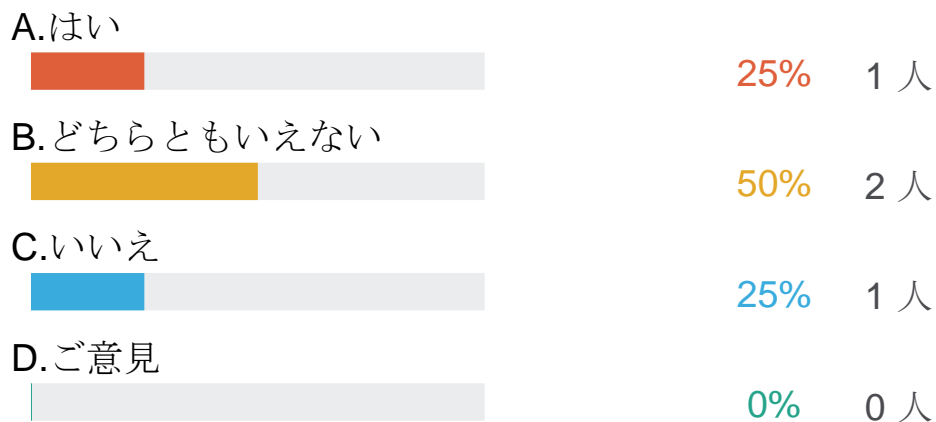 A.はい
25% 1 人
B.どちらともいえない
50% 2 人
C.いいえ
25% 1 人
D.ご意見
0% 0 人